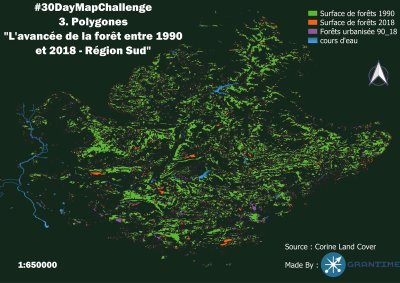 #30DayMapChallenge
3. Polygones
"L'avancée de la forêt entre 1990
et 2018 - Région Sud"
Surface de forêts 1990
Surface de forêts 2018
Forêts urbanisée 90_18
cours d'eau
1:650000
Source : Corine Land Cover
Made By :
GRANTIME